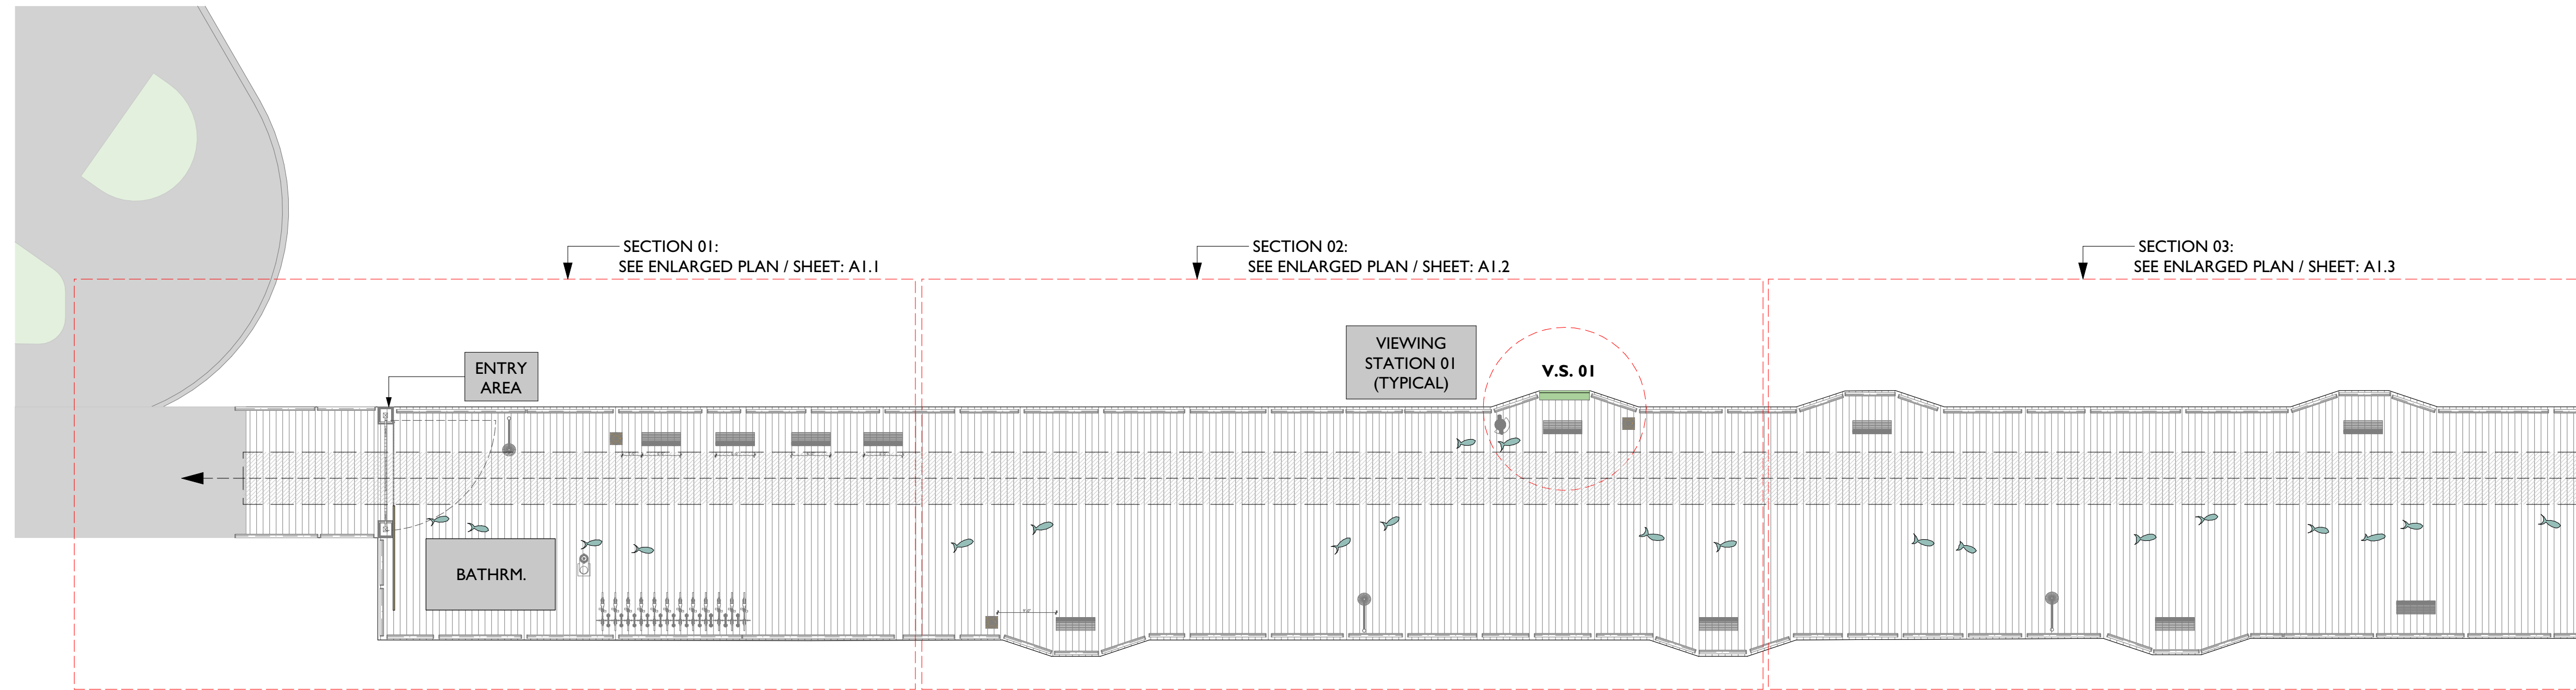 SECTION 01:
SEE ENLARGED PLAN / SHEET: A1.1
SECTION 02:
SEE ENLARGED PLAN / SHEET: A1.2
SECTION 03:
SEE ENLARGED PLAN / SHEET: A1.3
ENTRY
AREA
VIEWING
STATION 01
(TYPICAL)
V.S. 01
BATHRM.